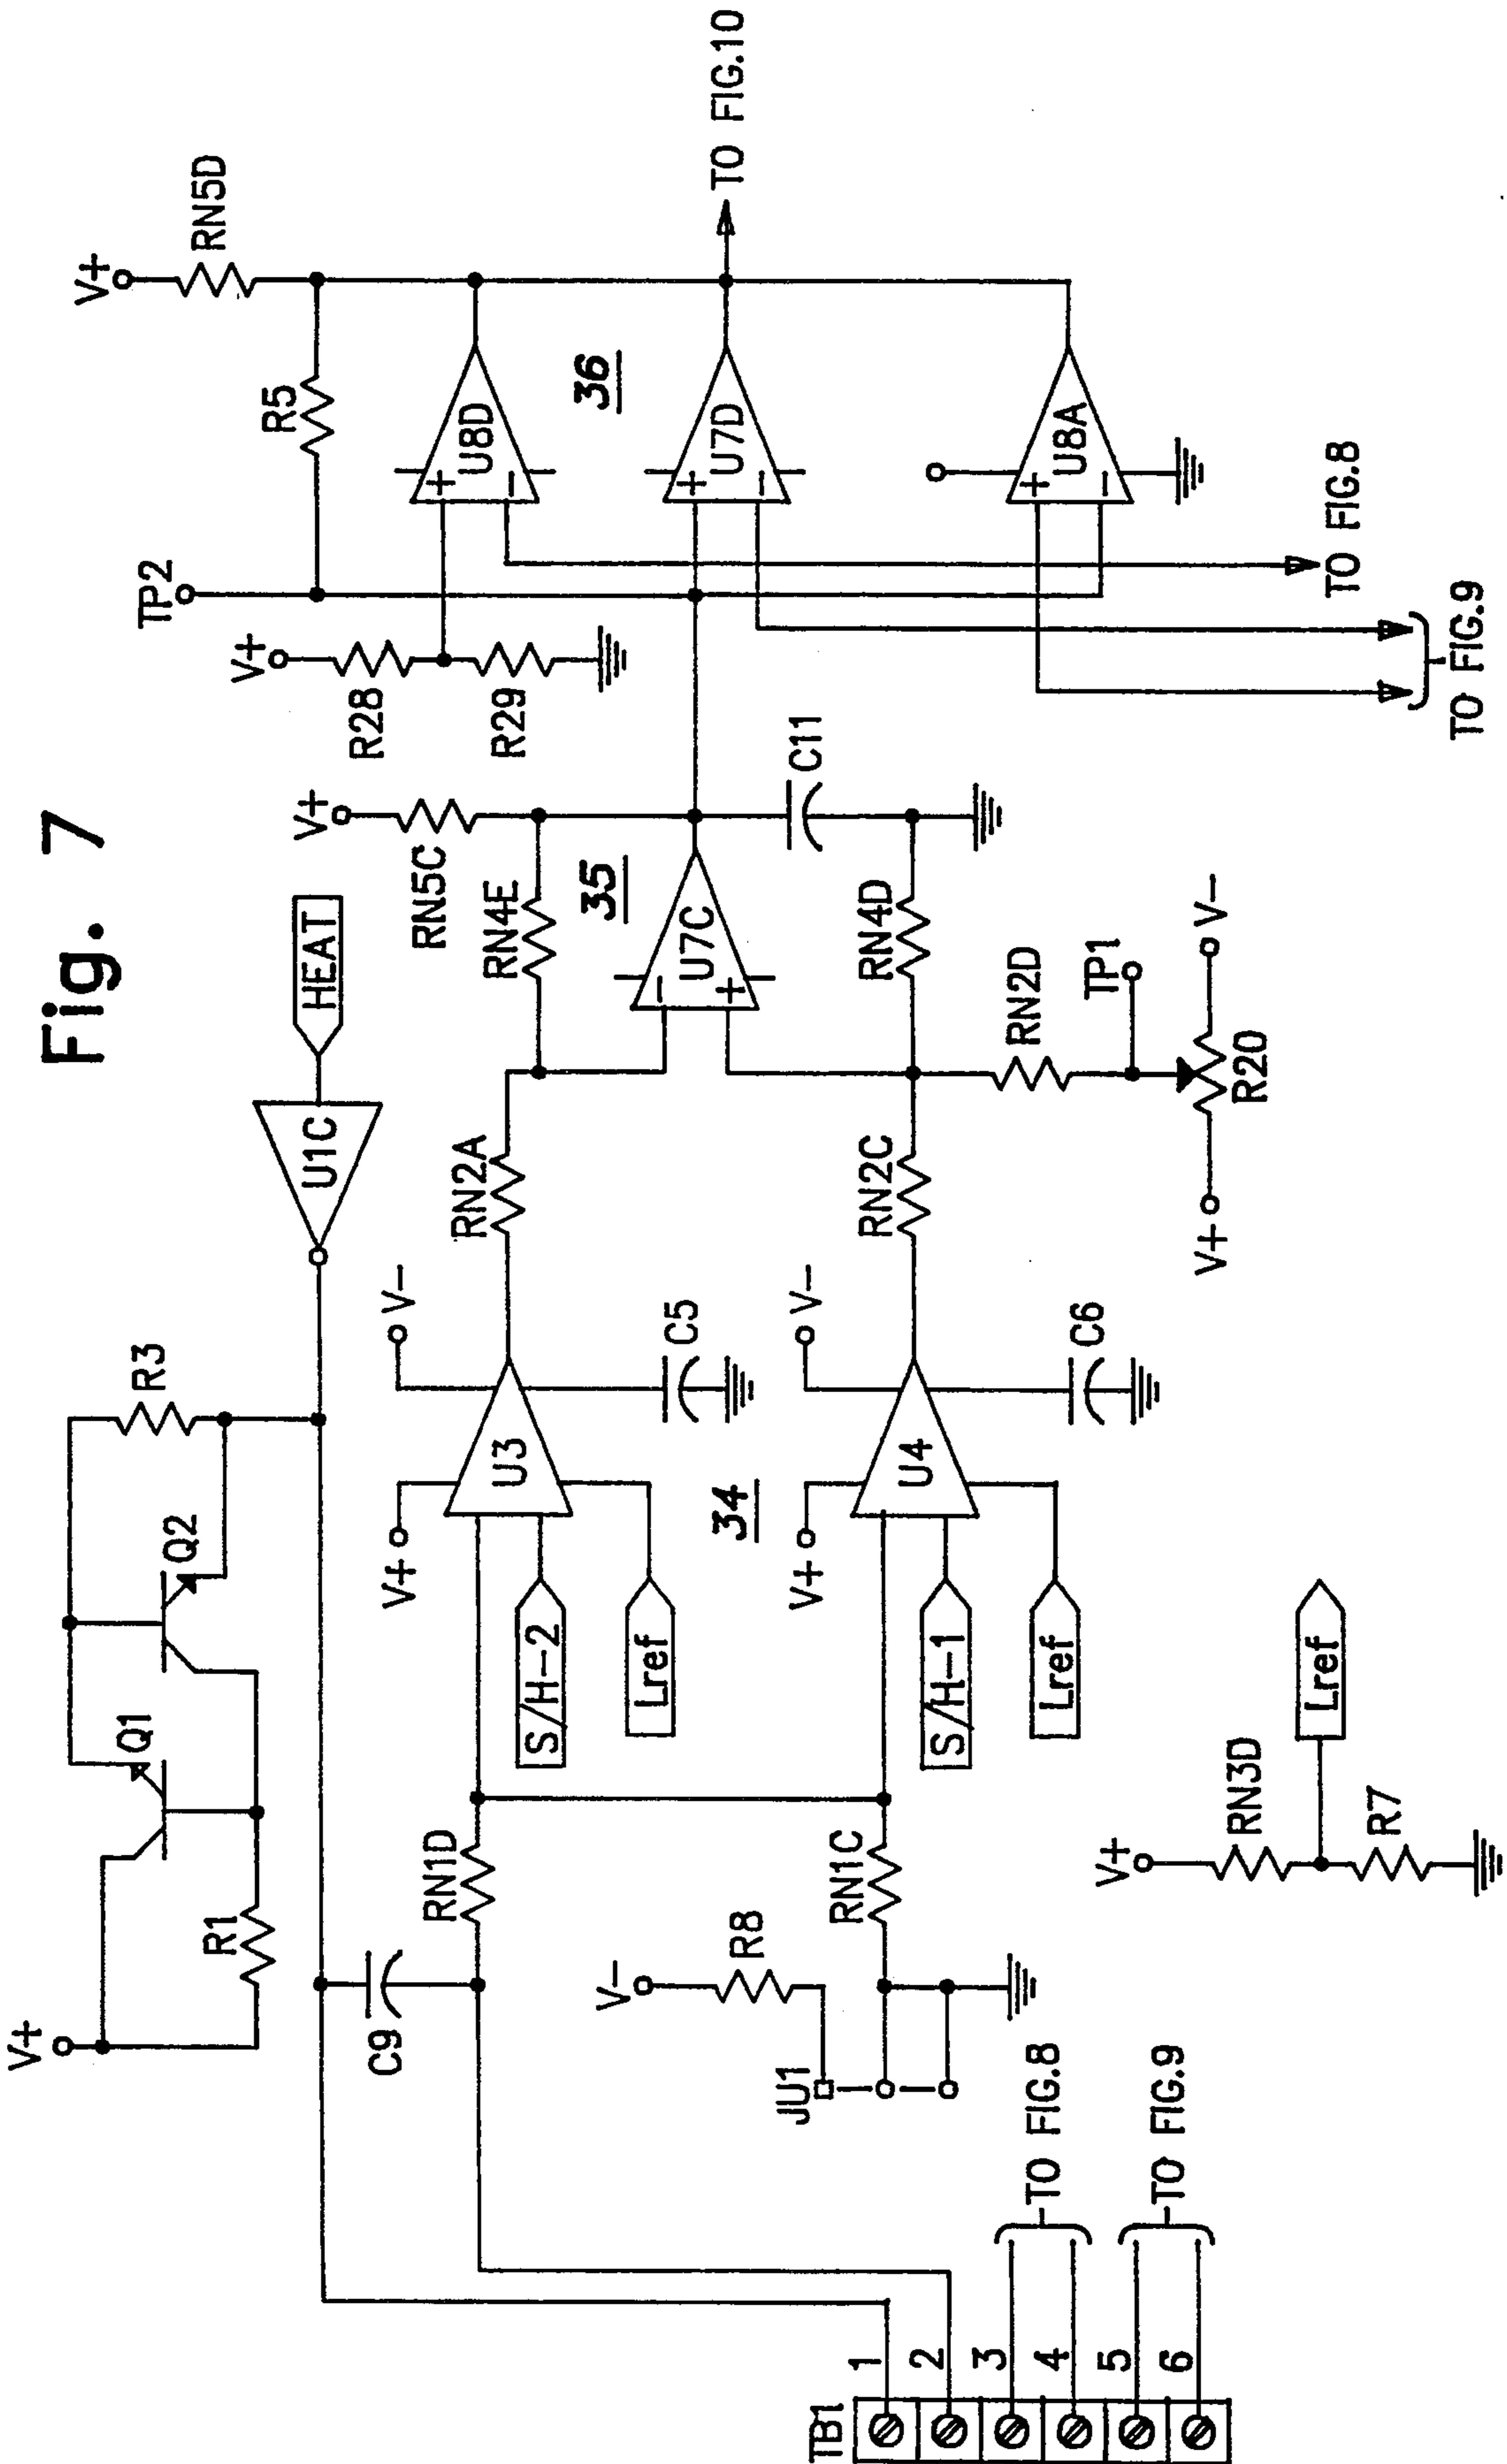 Fig. 7
V+
R1
Q1
Q2
R3
U1C
HEAT
C9
RN1D
V+
V-
U3
S/H-2
Lref
C5
RN2A
RN4E
RN5C
V+
35
U7C
C11
34
V-
R8
JU1
RN1C
V+
V-
U4
S/H-1
Lref
C6
RN2C
RN4D
RN2D
TP1
V+
R20
V-
V+
RN3D
R7
Lref
TB1
1
2
3
4
5
6
TO FIG.8
TO FIG.9
V+
R28
R29
TP2
R5
V+
RN5D
+
-
U8D
36
+
-
U7D
+
-
U8A
-
+
TO FIG.10
TO FIG.8
TO FIG.9